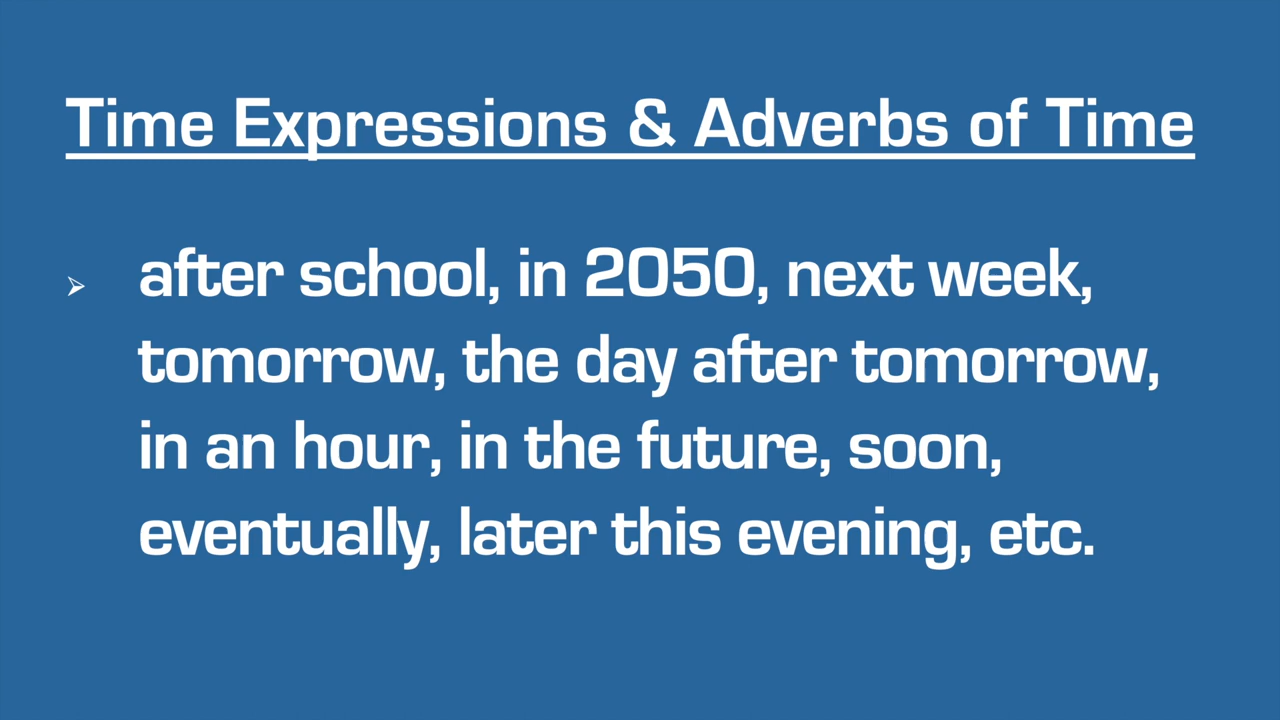 Time Expressions & Adverbs of Time
after school, in 2050, next week,
tomorrow, the day after tomorrow,
in an hour, in the future, soon,
eventually, later this evening, etc.